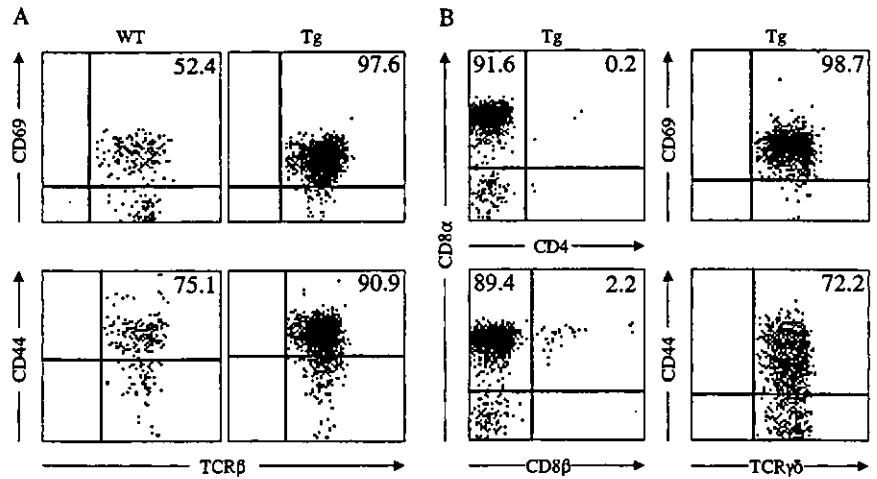 A
B
WT
Tg
Tg
Tg
52.4
97.6
91.6
0.2
98.7
CD69
CD8α
CD69
CD4
75.1
90.9
89.4
2.2
72.2
CD44
CD44
TCRβ
CD8β
TCRγδ